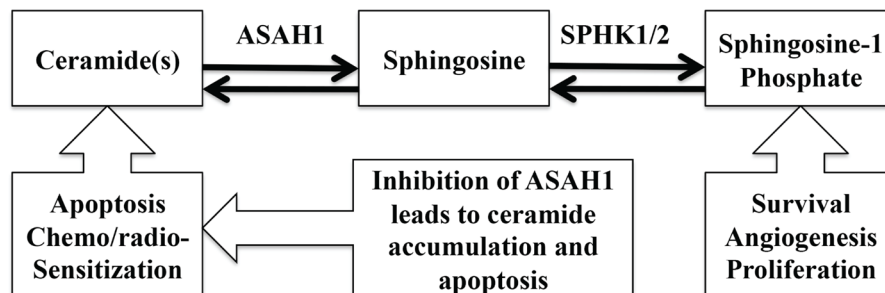 ASAH1
SPHK1/2
Ceramide(s)
Sphingosine
Sphingosine-1
Phosphate
Apoptosis
Chemo/radio-
Sensitization
Inhibition of ASAH1
leads to ceramide
accumulation and
apoptosis
Survival
Angiogenesis
Proliferation